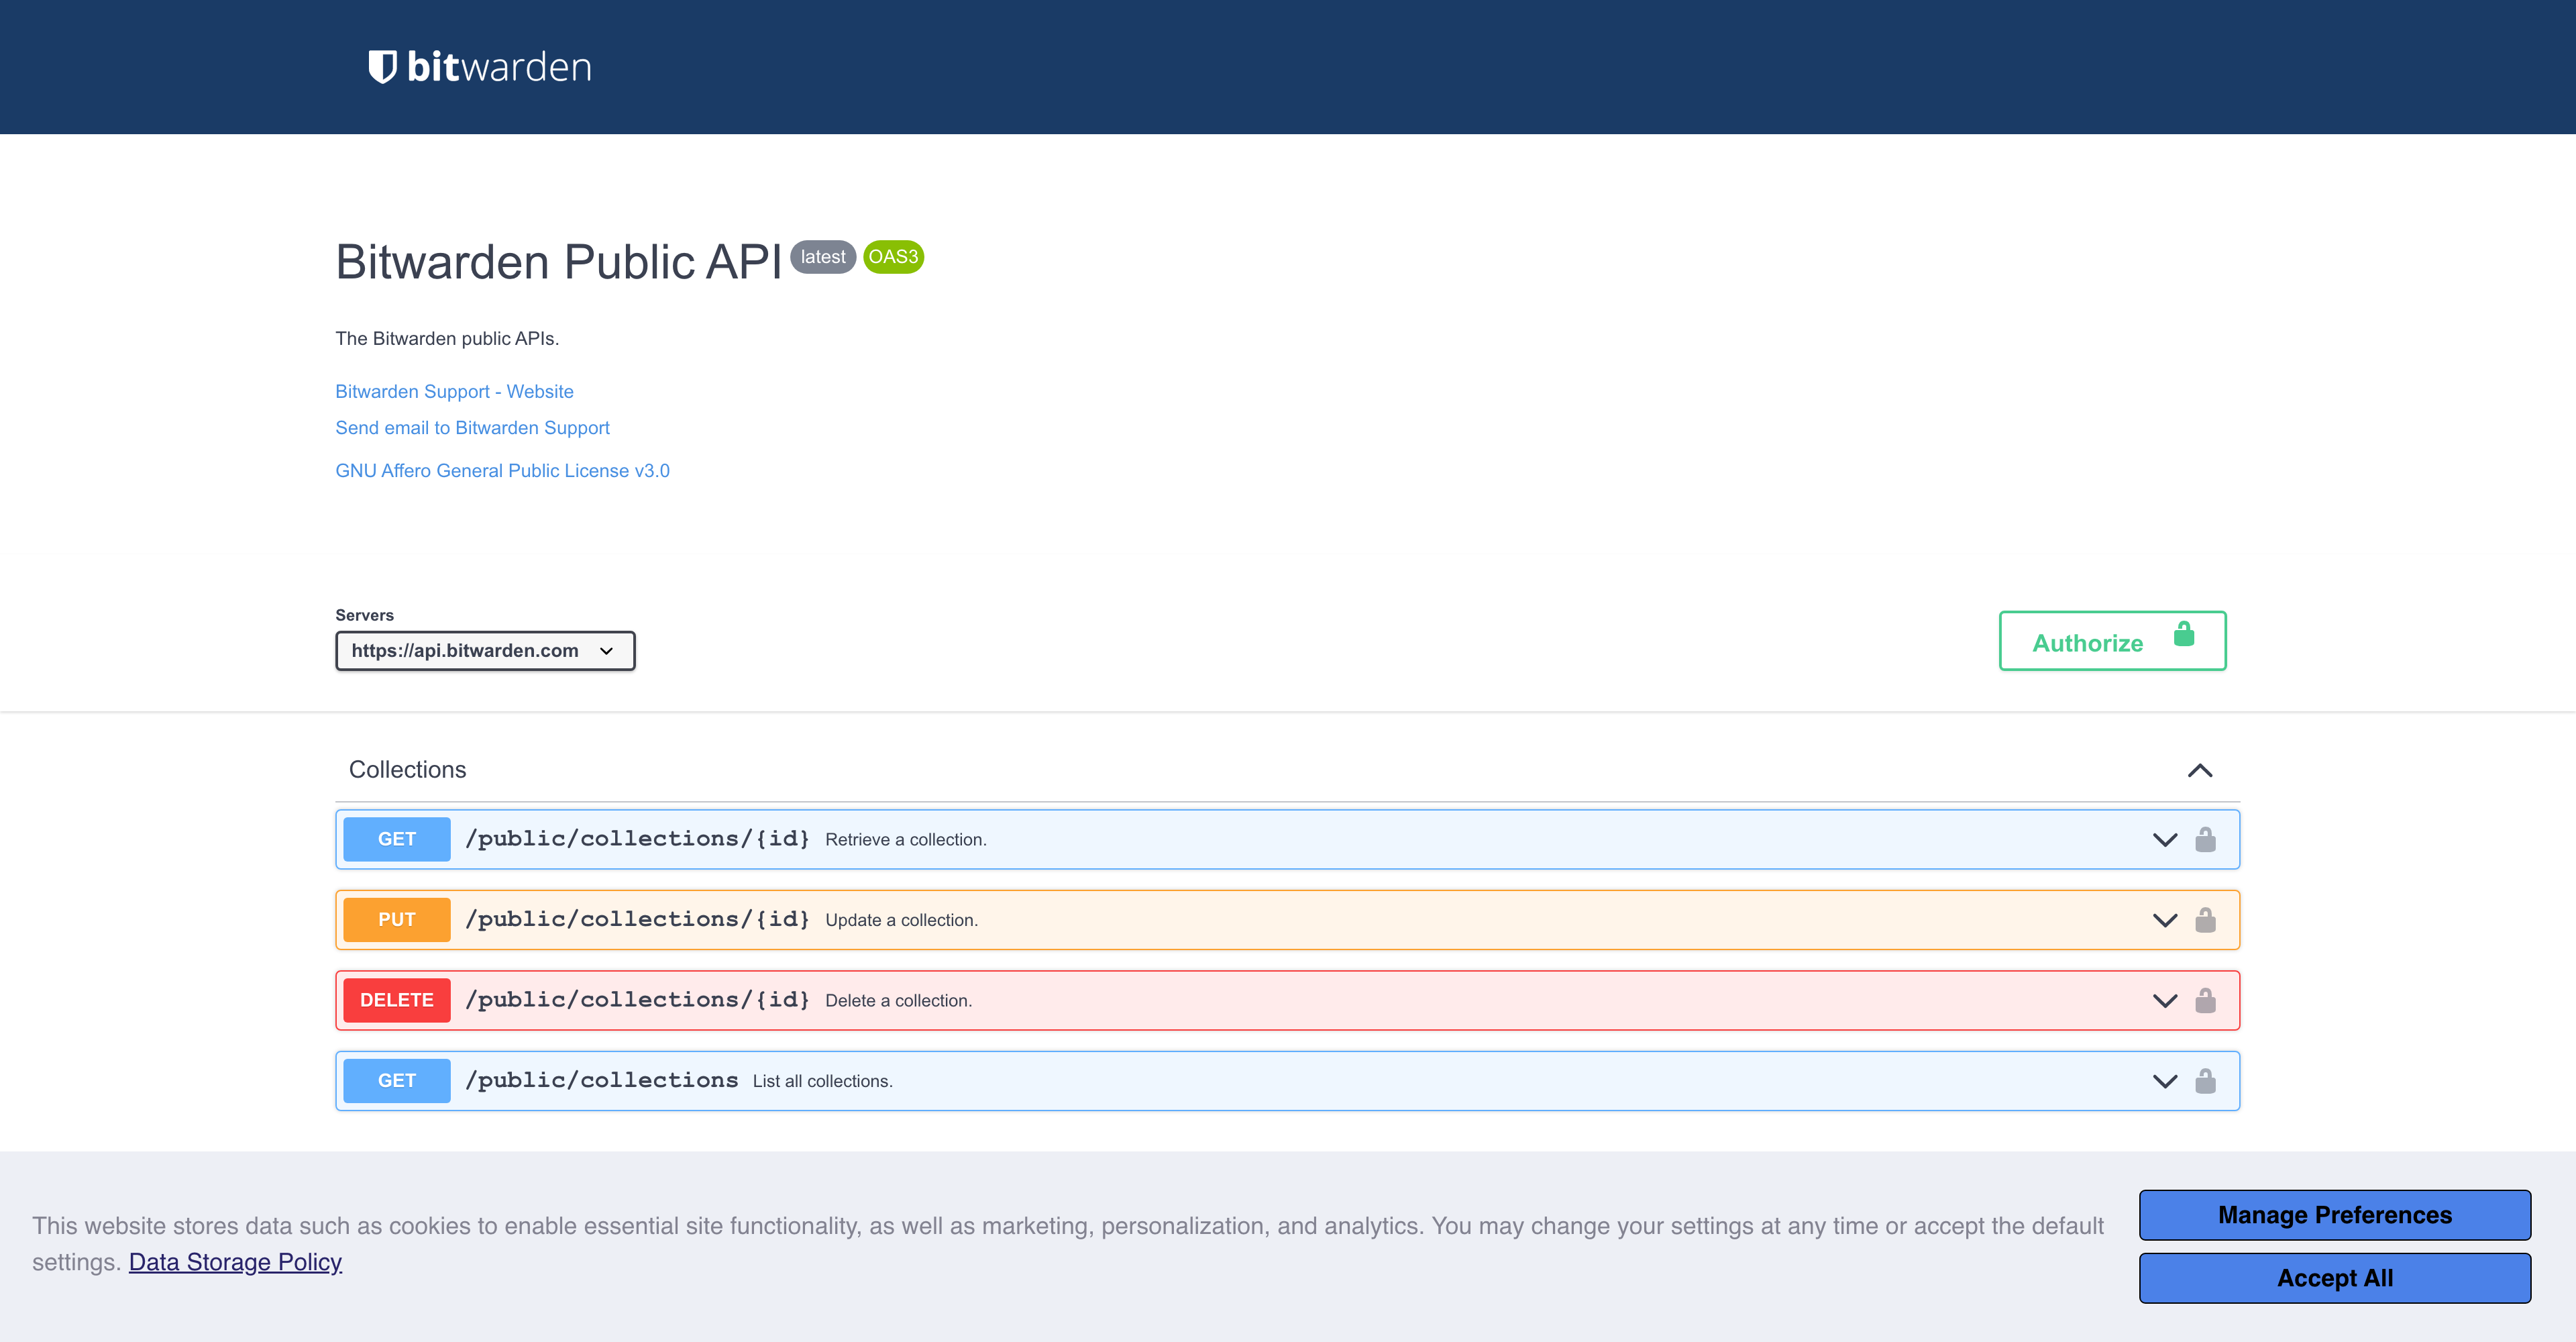 bitwarden
Bitwarden Public API latest OAS3
The Bitwarden public APIs.
Bitwarden Support - Website
Send email to Bitwarden Support
GNU Affero General Public License v3.0
Servers
https://api.bitwarden.com
Authorize
Collections
GET /public/collections/{id} Retrieve a collection.
PUT /public/collections/{id} Update a collection.
DELETE /public/collections/{id} Delete a collection.
GET /public/collections List all collections.
This website stores data such as cookies to enable essential site functionality, as well as marketing, personalization, and analytics. You may change your settings at any time or accept the default
settings. Data Storage Policy
Manage Preferences
Accept All